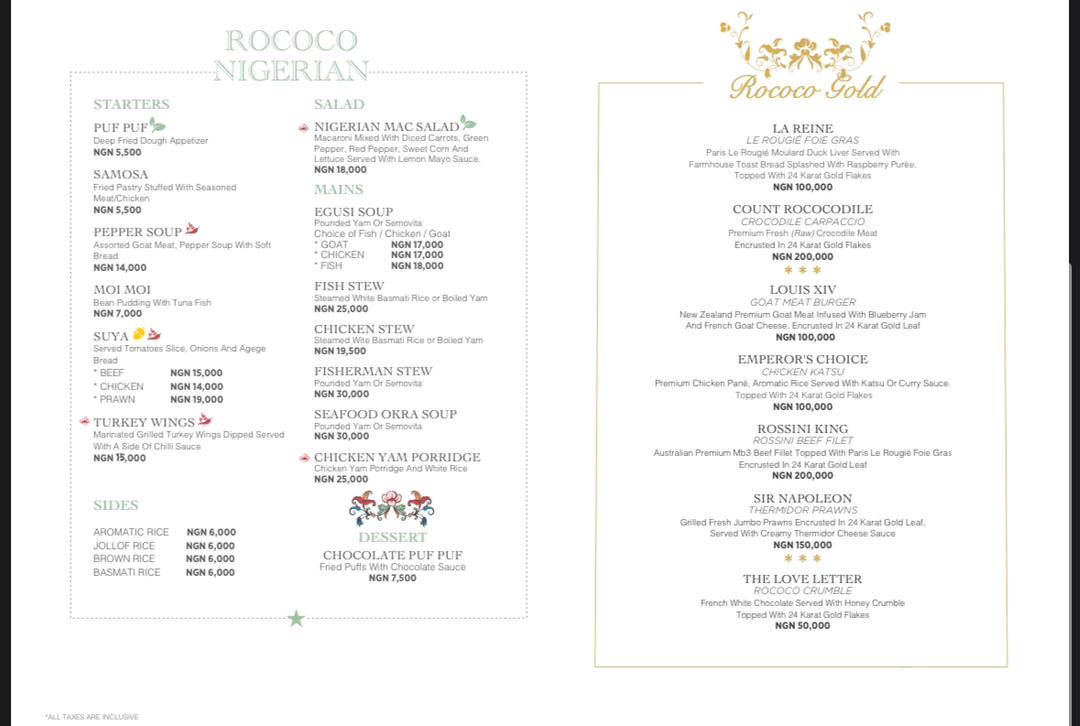 ROCOCO
NIGERIAN
STARTERS
PUF PUF
Deep Fried Dough Appetizer
NGN 5,500
SAMOSA
Fried Pastry Stuffed With Seasoned
Meat/Chicken
NGN 5,500
PEPPER SOUP
Assorted Goat Meat, Pepper Soup With Soft
Bread
NGN 14,000
MOI MOI
Bean Pudding With Tuna Fish
NGN 7,000
SUYA
Served Tomatoes Slice, Onions And Agege
Bread
* BEEF NGN 15,000
* CHICKEN NGN 14,000
* PRAWN NGN 19,000
TURKEY WINGS
Marinated Grilled Turkey Wings Dipped Served
With A Side Of Chilli Sauce
NGN 15,000
SIDES
AROMATIC RICE NGN 6,000
JOLLOF RICE NGN 6,000
BROWN RICE NGN 6,000
BASMATI RICE NGN 6,000
SALAD
NIGERIAN MAC SALAD
Macaroni Mixed With Diced Carrots, Green
Pepper, Red Pepper, Sweet Corn And
Lettuce Served With Lemon Mayo Sauce.
NGN 18,000
MAINS
EGUSI SOUP
Pounded Yam Or Semovita
Choice of Fish / Chicken / Goat
* GOAT NGN 17,000
* CHICKEN NGN 17,000
* FISH NGN 18,000
FISH STEW
Steamed White Basmati Rice or Boiled Yam
NGN 25,000
CHICKEN STEW
Steamed Wite Basmati Rice or Boiled Yam
NGN 19,500
FISHERMAN STEW
Pounded Yam Or Semovita
NGN 30,000
SEAFOOD OKRA SOUP
Pounded Yam Or Semovita
NGN 30,000
CHICKEN YAM PORRIDGE
Chicken Yam Porridge And White Rice
NGN 25,000
DESSERT
CHOCOLATE PUF PUF
Fried Puffs With Chocolate Sauce
NGN 7,500
*ALL TAXES ARE INCLUSIVE
Rococo Gold
LA REINE
LE ROUGIÉ FOIE GRAS
Paris Le Rougié Moulard Duck Liver Served With
Farmhouse Toast Bread Splashed With Raspberry Purée.
Topped With 24 Karat Gold Flakes
NGN 100,000
COUNT ROCOCODILE
CROCODILE CARPACCIO
Premium Fresh (Raw) Crocodile Meat
Encrusted In 24 Karat Gold Flakes
NGN 200,000
* * *
LOUIS XIV
GOAT MEAT BURGER
New Zealand Premium Goat Meat Infused With Blueberry Jam
And French Goat Cheese. Encrusted In 24 Karat Gold Leaf
NGN 100,000
EMPEROR'S CHOICE
CHICKEN KATSU
Premium Chicken Pané, Aromatic Rice Served With Katsu Or Curry Sauce.
Topped With 24 Karat Gold Flakes
NGN 100,000
ROSSINI KING
ROSSINI BEEF FILET
Australian Premium Mb3 Beef Fillet Topped With Paris Le Rougié Foie Gras
Encrusted In 24 Karat Gold Leaf
NGN 200,000
SIR NAPOLEON
THERMIDOR PRAWNS
Grilled Fresh Jumbo Prawns Encrusted In 24 Karat Gold Leaf,
Served With Creamy Thermidor Cheese Sauce
NGN 150,000
* * *
THE LOVE LETTER
ROCOCO CRUMBLE
French White Chocolate Served With Honey Crumble
Topped With 24 Karat Gold Flakes
NGN 50,000